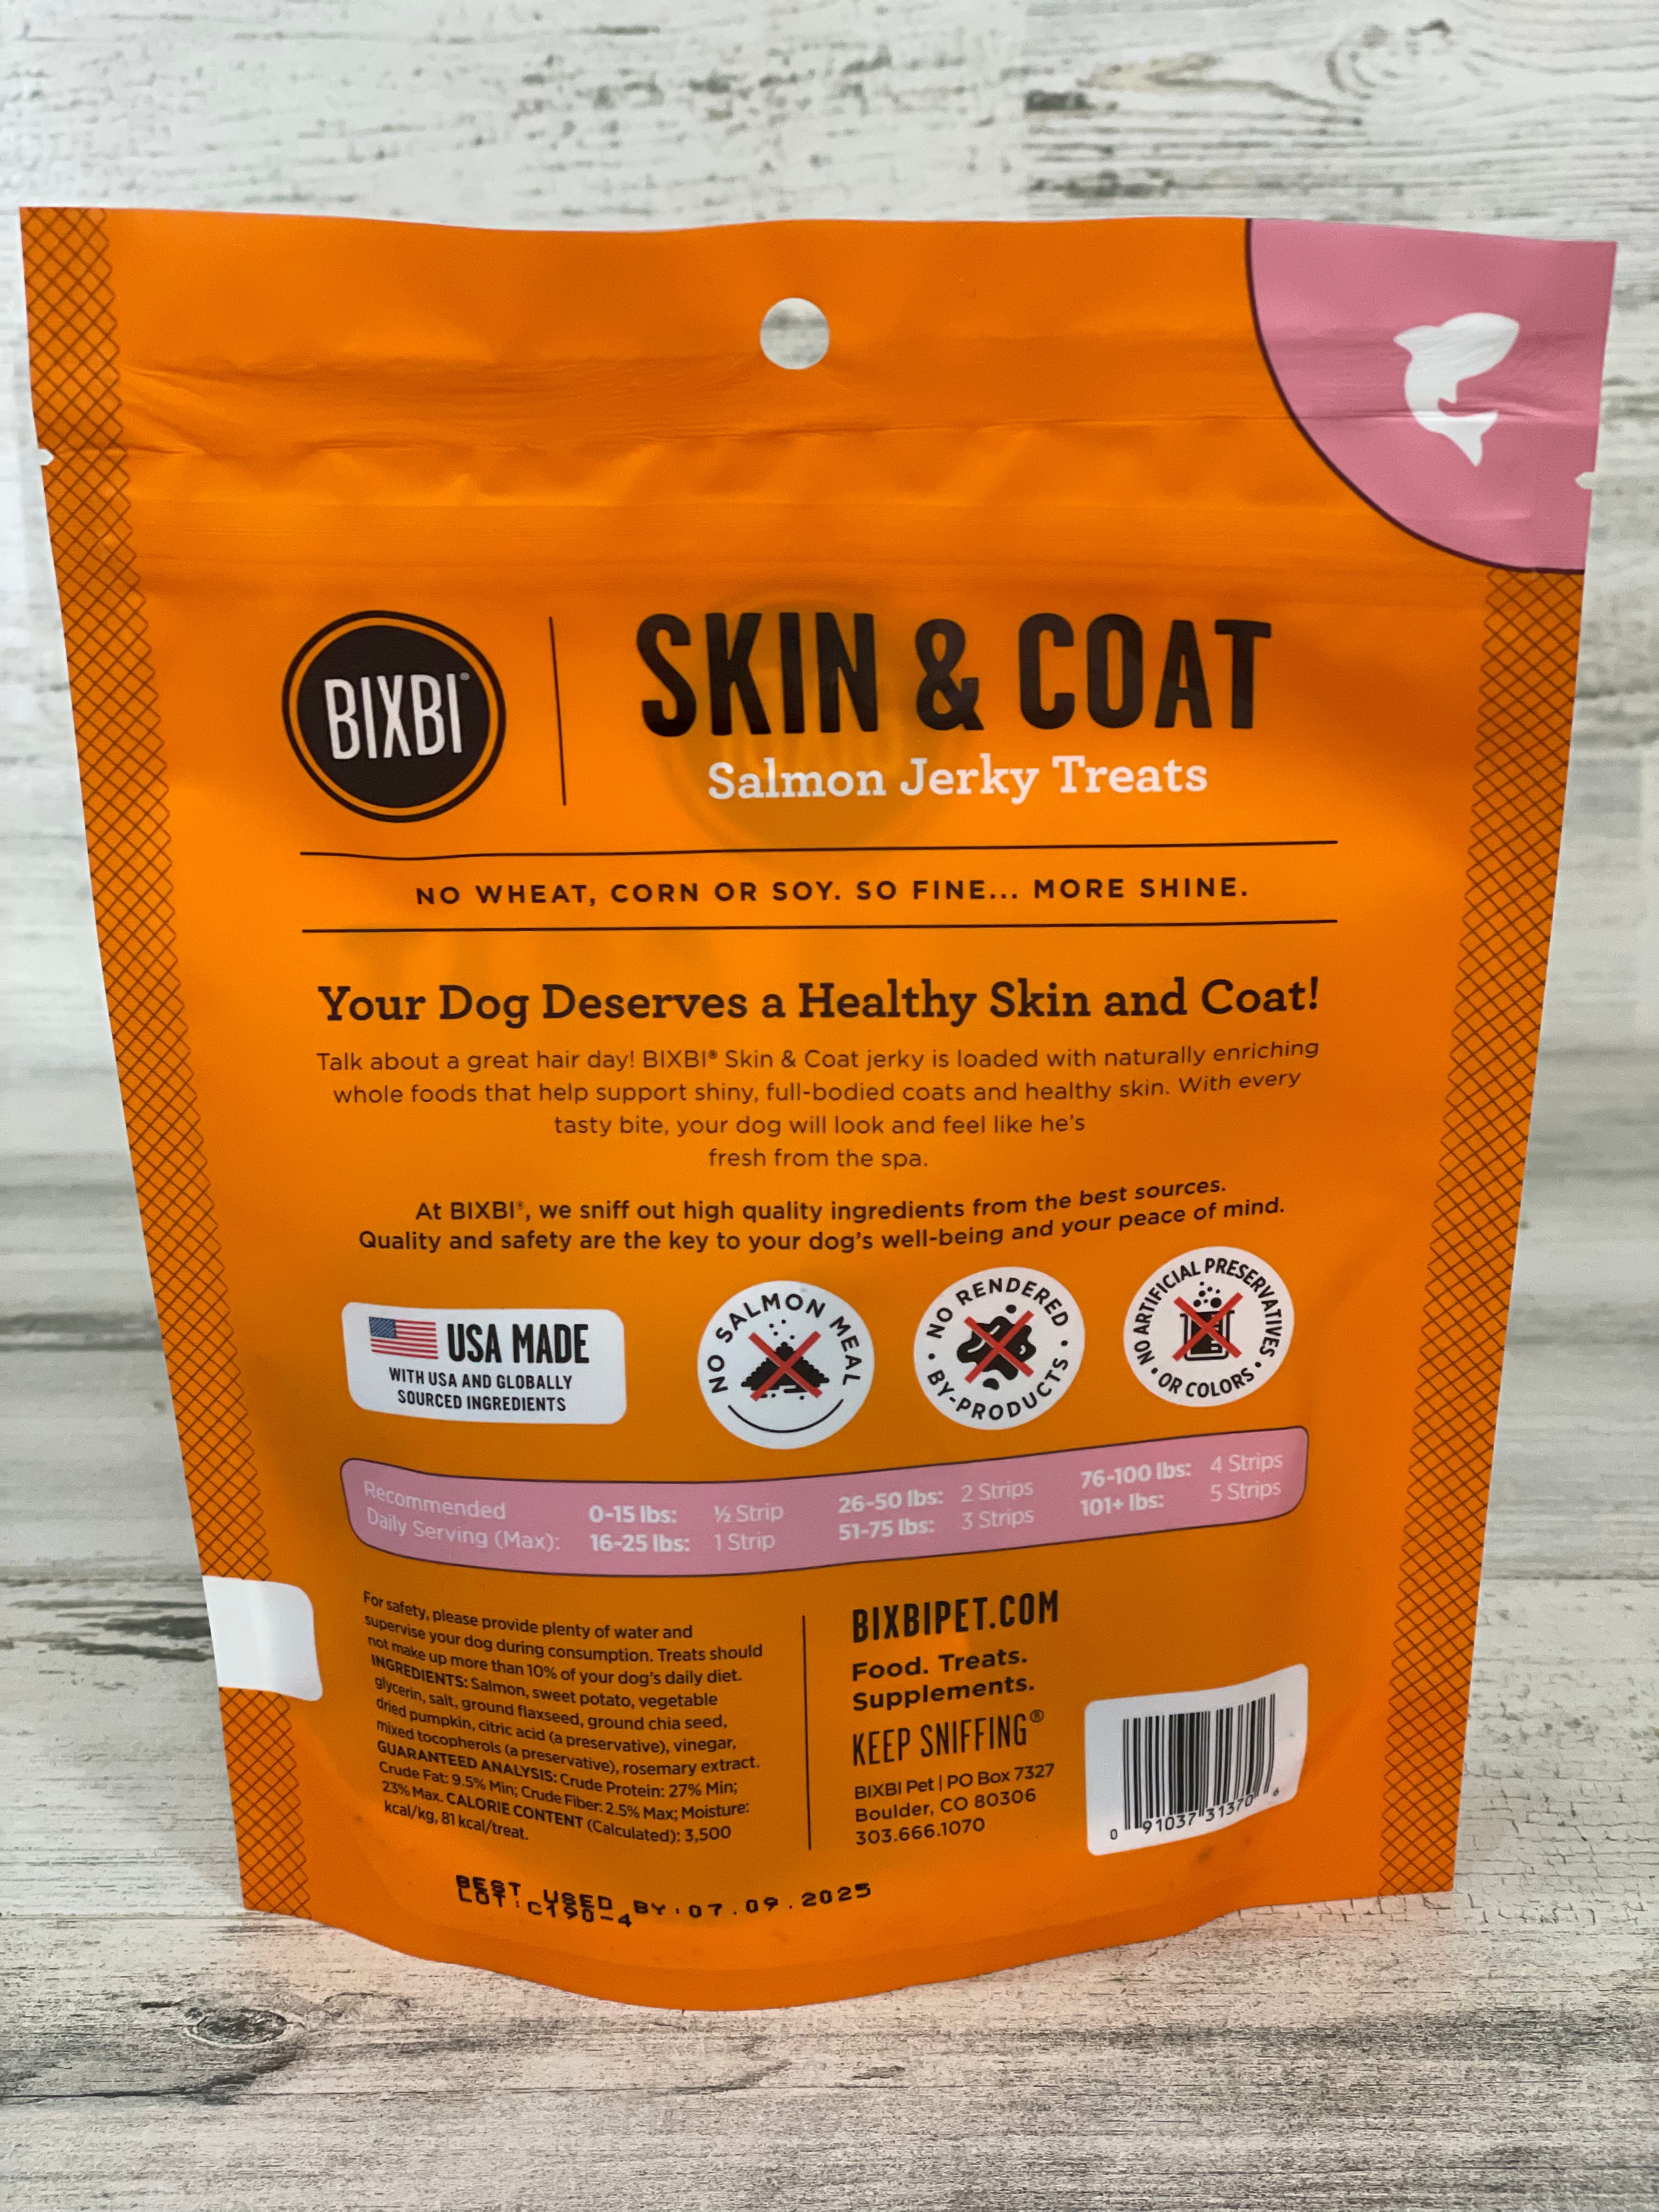 BIXBI®
SKIN & COAT
Salmon Jerky Treats
NO WHEAT, CORN OR SOY. SO FINE... MORE SHINE.
Your Dog Deserves a Healthy Skin and Coat!
Talk about a great hair day! BIXBI® Skin & Coat jerky is loaded with naturally enriching
whole foods that help support shiny, full-bodied coats and healthy skin. With every
tasty bite, your dog will look and feel like he's
fresh from the spa.
At BIXBI®, we sniff out high quality ingredients from the best sources.
Quality and safety are the key to your dog's well-being and your peace of mind.
USA MADE
WITH USA AND GLOBALLY
SOURCED INGREDIENTS
NO SALMON MEAL
NO RENDERED
• BY-PRODUCTS •
NO ARTIFICIAL PRESERVATIVES
• OR COLORS •
Recommended
Daily Serving (Max):
0-15 lbs: ½ Strip
16-25 lbs: 1 Strip
26-50 lbs: 2 Strips
51-75 lbs: 3 Strips
76-100 lbs: 4 Strips
101+ lbs: 5 Strips
For safety, please provide plenty of water and
supervise your dog during consumption. Treats should
not make up more than 10% of your dog's daily diet.
INGREDIENTS: Salmon, sweet potato, vegetable
glycerin, salt, ground flaxseed, ground chia seed,
dried pumpkin, citric acid (a preservative), vinegar,
mixed tocopherols (a preservative), rosemary extract.
GUARANTEED ANALYSIS: Crude Protein: 27% Min;
Crude Fat: 9.5% Min; Crude Fiber: 2.5% Max; Moisture:
23% Max. CALORIE CONTENT (Calculated): 3,500
kcal/kg, 81 kcal/treat.
BIXBIPET.COM
Food. Treats.
Supplements.
KEEP SNIFFING®
BIXBI Pet | PO Box 7327
Boulder, CO 80306
303.666.1070
0 91037 31370 6
BEST USED BY:07.09.2025
LOT:C190-4